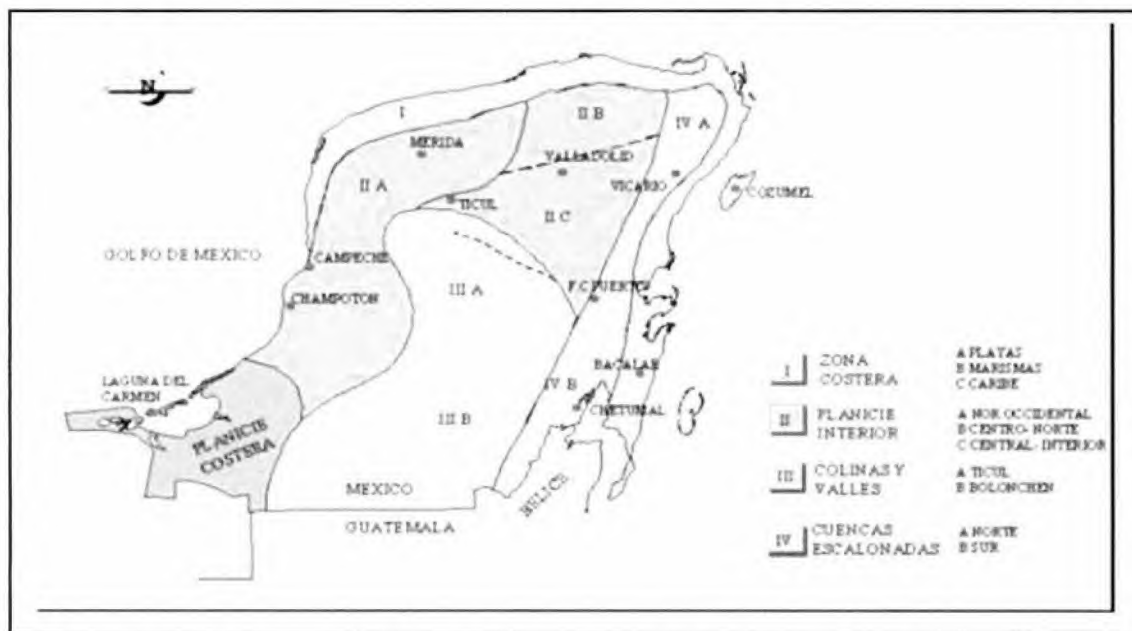 N
I
II B
IV A
MERIDA
VALLADOLID
II A
VICARIO
COZUMEL
TICUL
II C
GOLFO DE MEXICO
CAMPECHE
III A
F.C.PUERTO
CHAMPOTON
BACALAR
LAGUNA DEL
CARMEN
IV B
CHETUMAL
III B
PLANICIE
COSTERA
MEXICO
BELICE
GUATEMALA
I ZONA
COSTERA
A PLAYAS
B MARISMAS
C CARIBE
II PLANICIE
INTERIOR
A NOR OCCIDENTAL
B CENTRO- NORTE
C CENTRAL- INTERIOR
III COLINAS Y
VALLES
A TICUL
B BOLONCHEN
IV CUENCAS
ESCALONADAS
A NORTE
B SUR